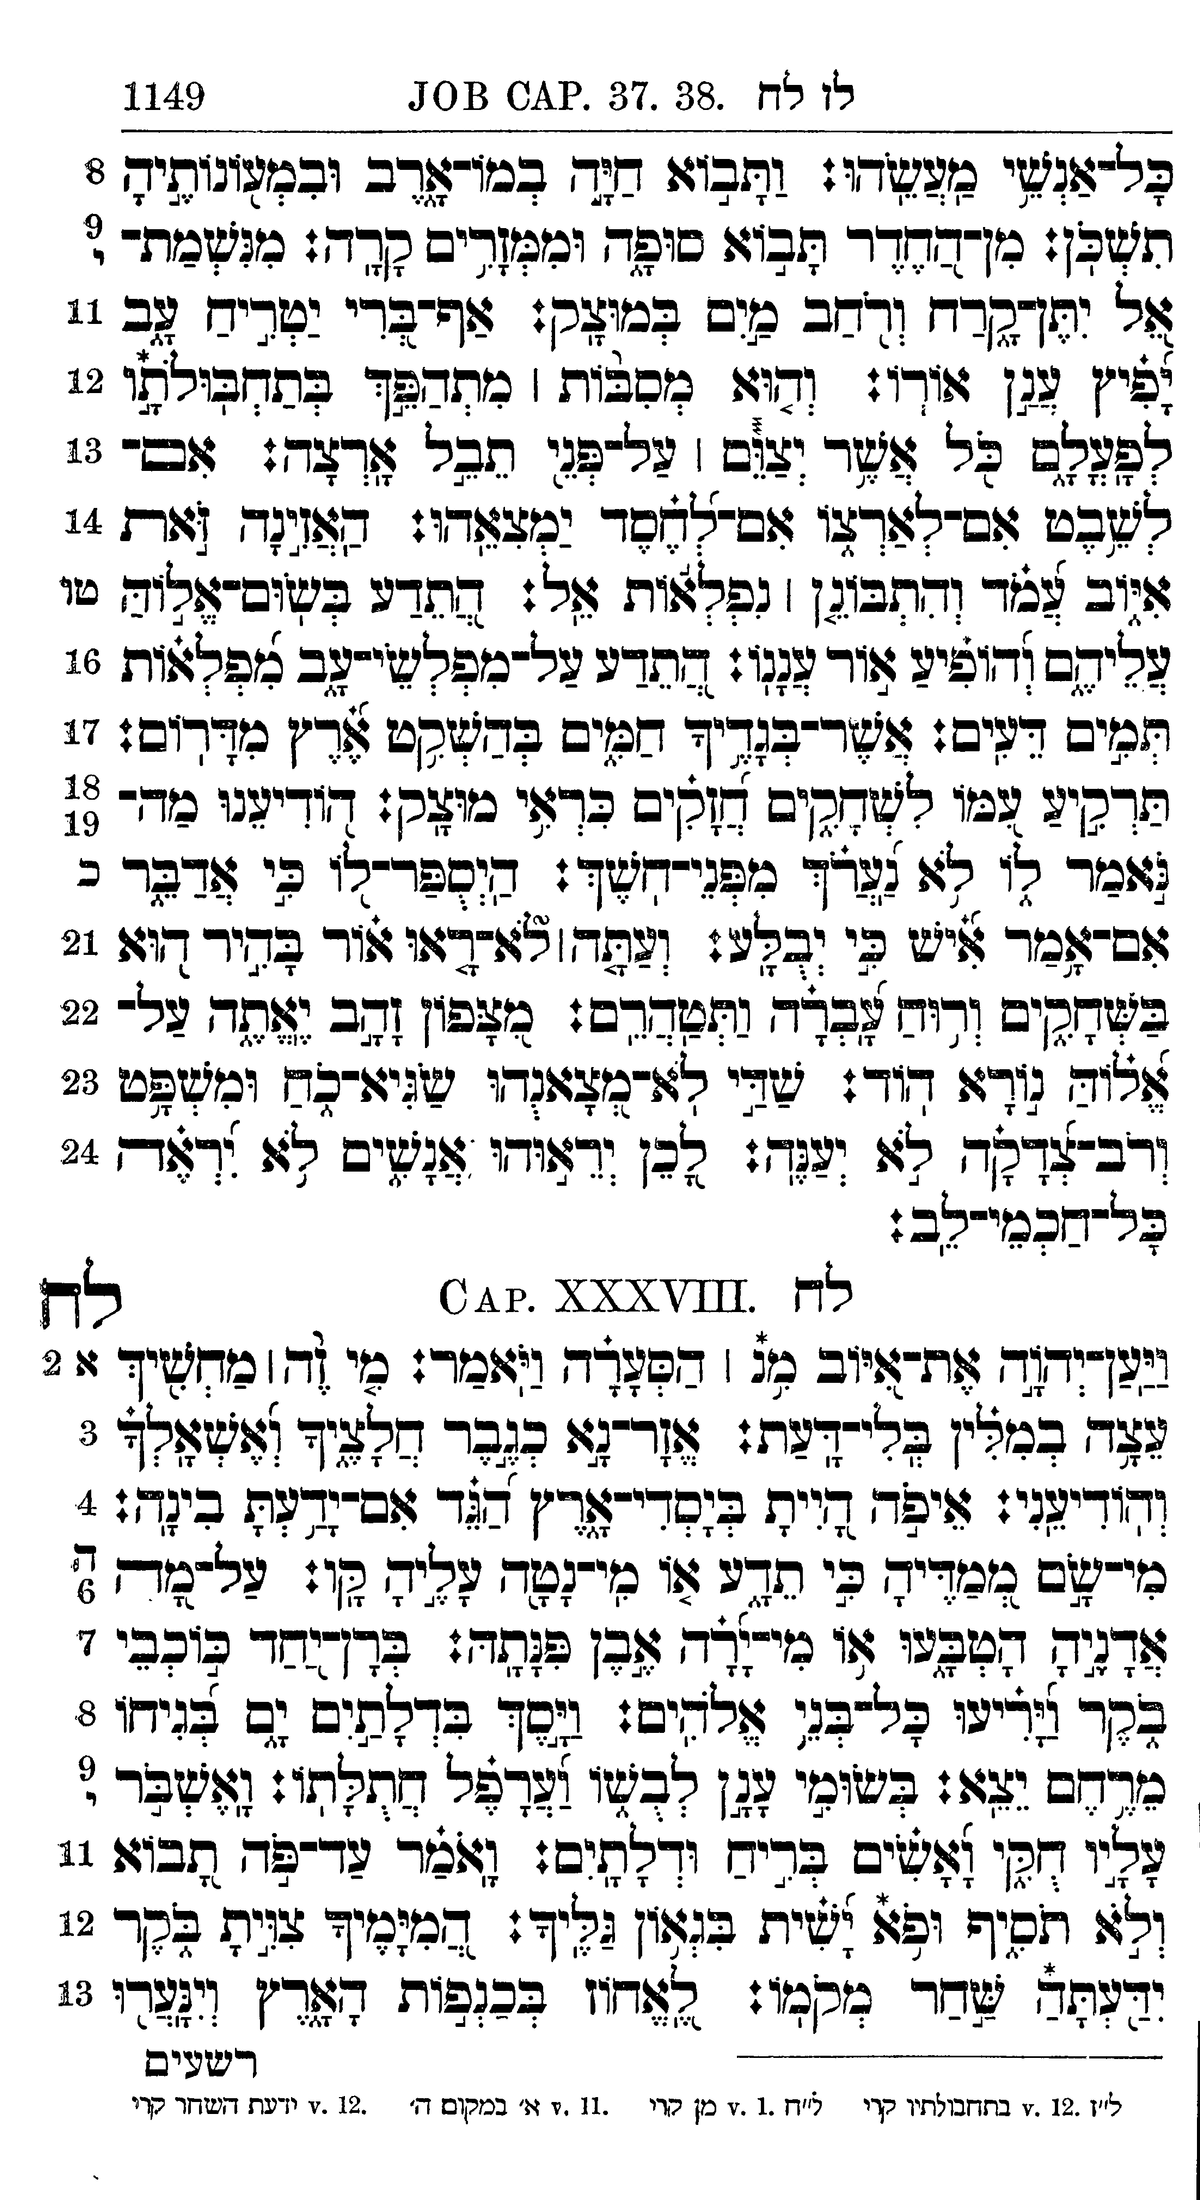 1149 JOB CAP. 37. 38. לז לח
8 כָּל־אַנְשֵׁי מַעֲשֵׂהוּ׃ וַתָּבוֹא חַיָּה בְמוֹ־אָרֶב וּבִמְעוֹנוֹתֶיהָ
9 י תִשְׁכֹּן׃ מִן־הַחֶדֶר תָּבוֹא סוּפָה וּמִמְּזָרִים קָרָה׃ מִנִּשְׁמַת־
11 אֵל יִתֶּן־קָרַח וְרֹחַב מַיִם בְּמוּצָק׃ אַף־בְּרִי יַטְרִיחַ עָב
12 יָפִיץ עֲנַן אוֹרוֹ׃ וְהוּא מְסִבּוֹת ׀ מִתְהַפֵּךְ בְּתַחְבּוּלֹתָו*
13 לְפָעֳלָם כֹּל אֲשֶׁר יְצַוֵּם ׀ עַל־פְּנֵי תֵבֵל אָרְצָה׃ אִם־
14 לְשֵׁבֶט אִם־לְאַרְצוֹ אִם־לְחֶסֶד יַמְצִאֵהוּ׃ הַאֲזִינָה זֹּאת
טו אִיּוֹב עֲמֹד וְהִתְבּוֹנֵן ׀ נִפְלְאוֹת אֵל׃ הֲתֵדַע בְּשׂוּם־אֱלוֹהַּ
16 עֲלֵיהֶם וְהוֹפִיעַ אוֹר עֲנָנוֹ׃ הֲתֵדַע עַל־מִפְלְשֵׂי־עָב מִפְלְאוֹת
17 תְּמִים דֵּעִים׃ אֲשֶׁר־בְּגָדֶיךָ חַמִּים בְּהַשְׁקִט אֶרֶץ מִדָּרוֹם׃
18 19 תַּרְקִיעַ עִמּוֹ לִשְׁחָקִים חֲזָקִים כִּרְאִי מוּצָק׃ הוֹדִיעֵנוּ מַה־
כ נֹּאמַר לוֹ לֹא נַעֲרֹךְ מִפְּנֵי־חֹשֶׁךְ׃ הַיְסֻפַּר־לוֹ כִּי אֲדַבֵּר
21 אִם־אָמַר אִישׁ כִּי יְבֻלָּע׃ וְעַתָּה ׀ לֹא־רָאוּ אוֹר בָּהִיר הוּא
22 בַּשְּׁחָקִים וְרוּחַ עָבְרָה וַתְּטַהֲרֵם׃ מִצָּפוֹן זָהָב יֶאֱתֶה עַל־
23 אֱלוֹהַּ נוֹרָא הוֹד׃ שַׁדַּי לֹא־מְצָאנֻהוּ שַׂגִּיא־כֹחַ וּמִשְׁפָּט
24 וְרֹב־צְדָקָה לֹא יְעַנֶּה׃ לָכֵן יְרֵאוּהוּ אֲנָשִׁים לֹא יִרְאֶה
כָּל־חַכְמֵי־לֵב׃
לח CAP. XXXVIII. לח
א 2 וַיַּעַן־יְהוָה אֶת־אִיּוֹב מִנ* ׀ הַסְּעָרָה וַיֹּאמַר׃ מִי זֶה ׀ מַחְשִׁיךְ
3 עֵצָה בְמִלִּין בְּלִי־דָעַת׃ אֱזָר־נָא כְגֶבֶר חֲלָצֶיךָ וְאֶשְׁאָלְךָ
4 וְהוֹדִיעֵנִי׃ אֵיפֹה הָיִיתָ בְּיָסְדִי־אָרֶץ הַגֵּד אִם־יָדַעְתָּ בִינָה׃
ה 6 מִי־שָׂם מְמַדֶּיהָ כִּי תֵדָע אוֹ מִי־נָטָה עָלֶיהָ קָּו׃ עַל־מָה
7 אֲדָנֶיהָ הָטְבָּעוּ אוֹ מִי־יָרָה אֶבֶן פִּנָּתָהּ׃ בְּרָן־יַחַד כּוֹכְבֵי
8 בֹקֶר וַיָּרִיעוּ כָּל־בְּנֵי אֱלֹהִים׃ וַיָּסֶךְ בִּדְלָתַיִם יָם בְּגִיחוֹ
9 י מֵרֶחֶם יֵצֵא׃ בְּשׂוּמִי עָנָן לְבֻשׁוֹ וַעֲרָפֶל חֲתֻלָּתוֹ׃ וָאֶשְׁבֹּר
11 עָלָיו חֻקִּי וָאָשִׂים בְּרִיחַ וּדְלָתָיִם׃ וָאֹמַר עַד־פֹּה תָבוֹא
12 וְלֹא תֹסִיף וּפֹא* יָשִׁית בִּגְאוֹן גַּלֶּיךָ׃ הֲמִיָּמֶיךָ צִוִּיתָ בֹּקֶר
13 יִדַּעְתָּה* שַּׁחַר מְקֹמוֹ׃ לֶאֱחֹז בְּכַנְפוֹת הָאָרֶץ וְיִנָּעֲרוּ
רשעים
ל״ז v. 12. בתחבולתיו קרי ל״ח v. 1. מן קרי v. 11. א׳ במקום ה׳ v. 12. ידעת השחר קרי